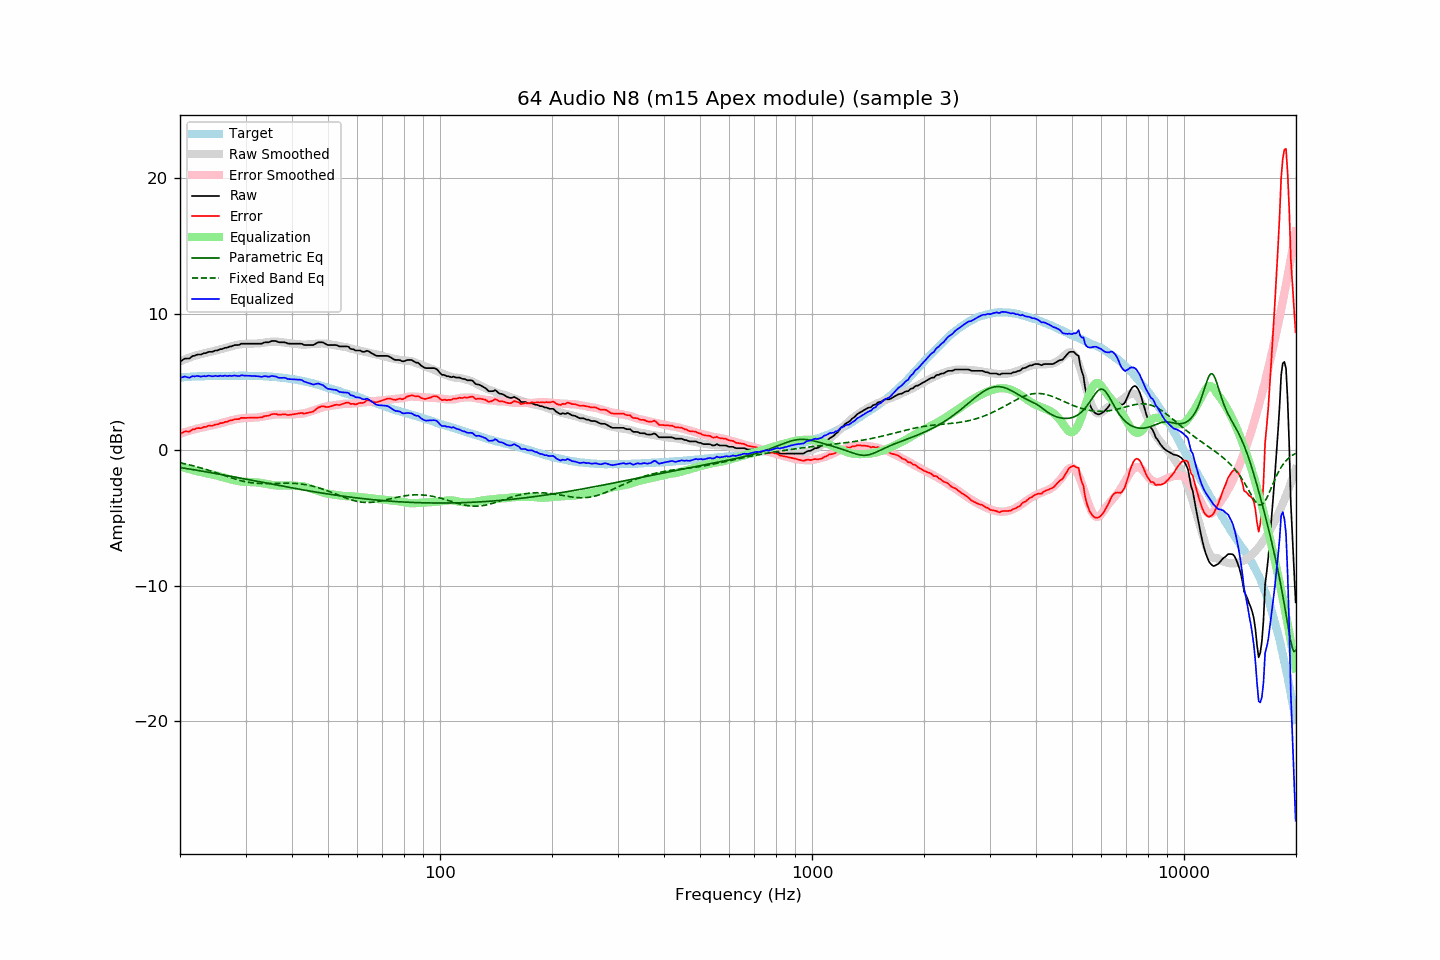 64 Audio N8 (m15 Apex module) (sample 3)
Target
Raw Smoothed
Error Smoothed
Raw
Error
Equalization
Parametric Eq
Fixed Band Eq
Equalized
20
10
0
−10
−20
Amplitude (dBr)
100
1000
10000
Frequency (Hz)